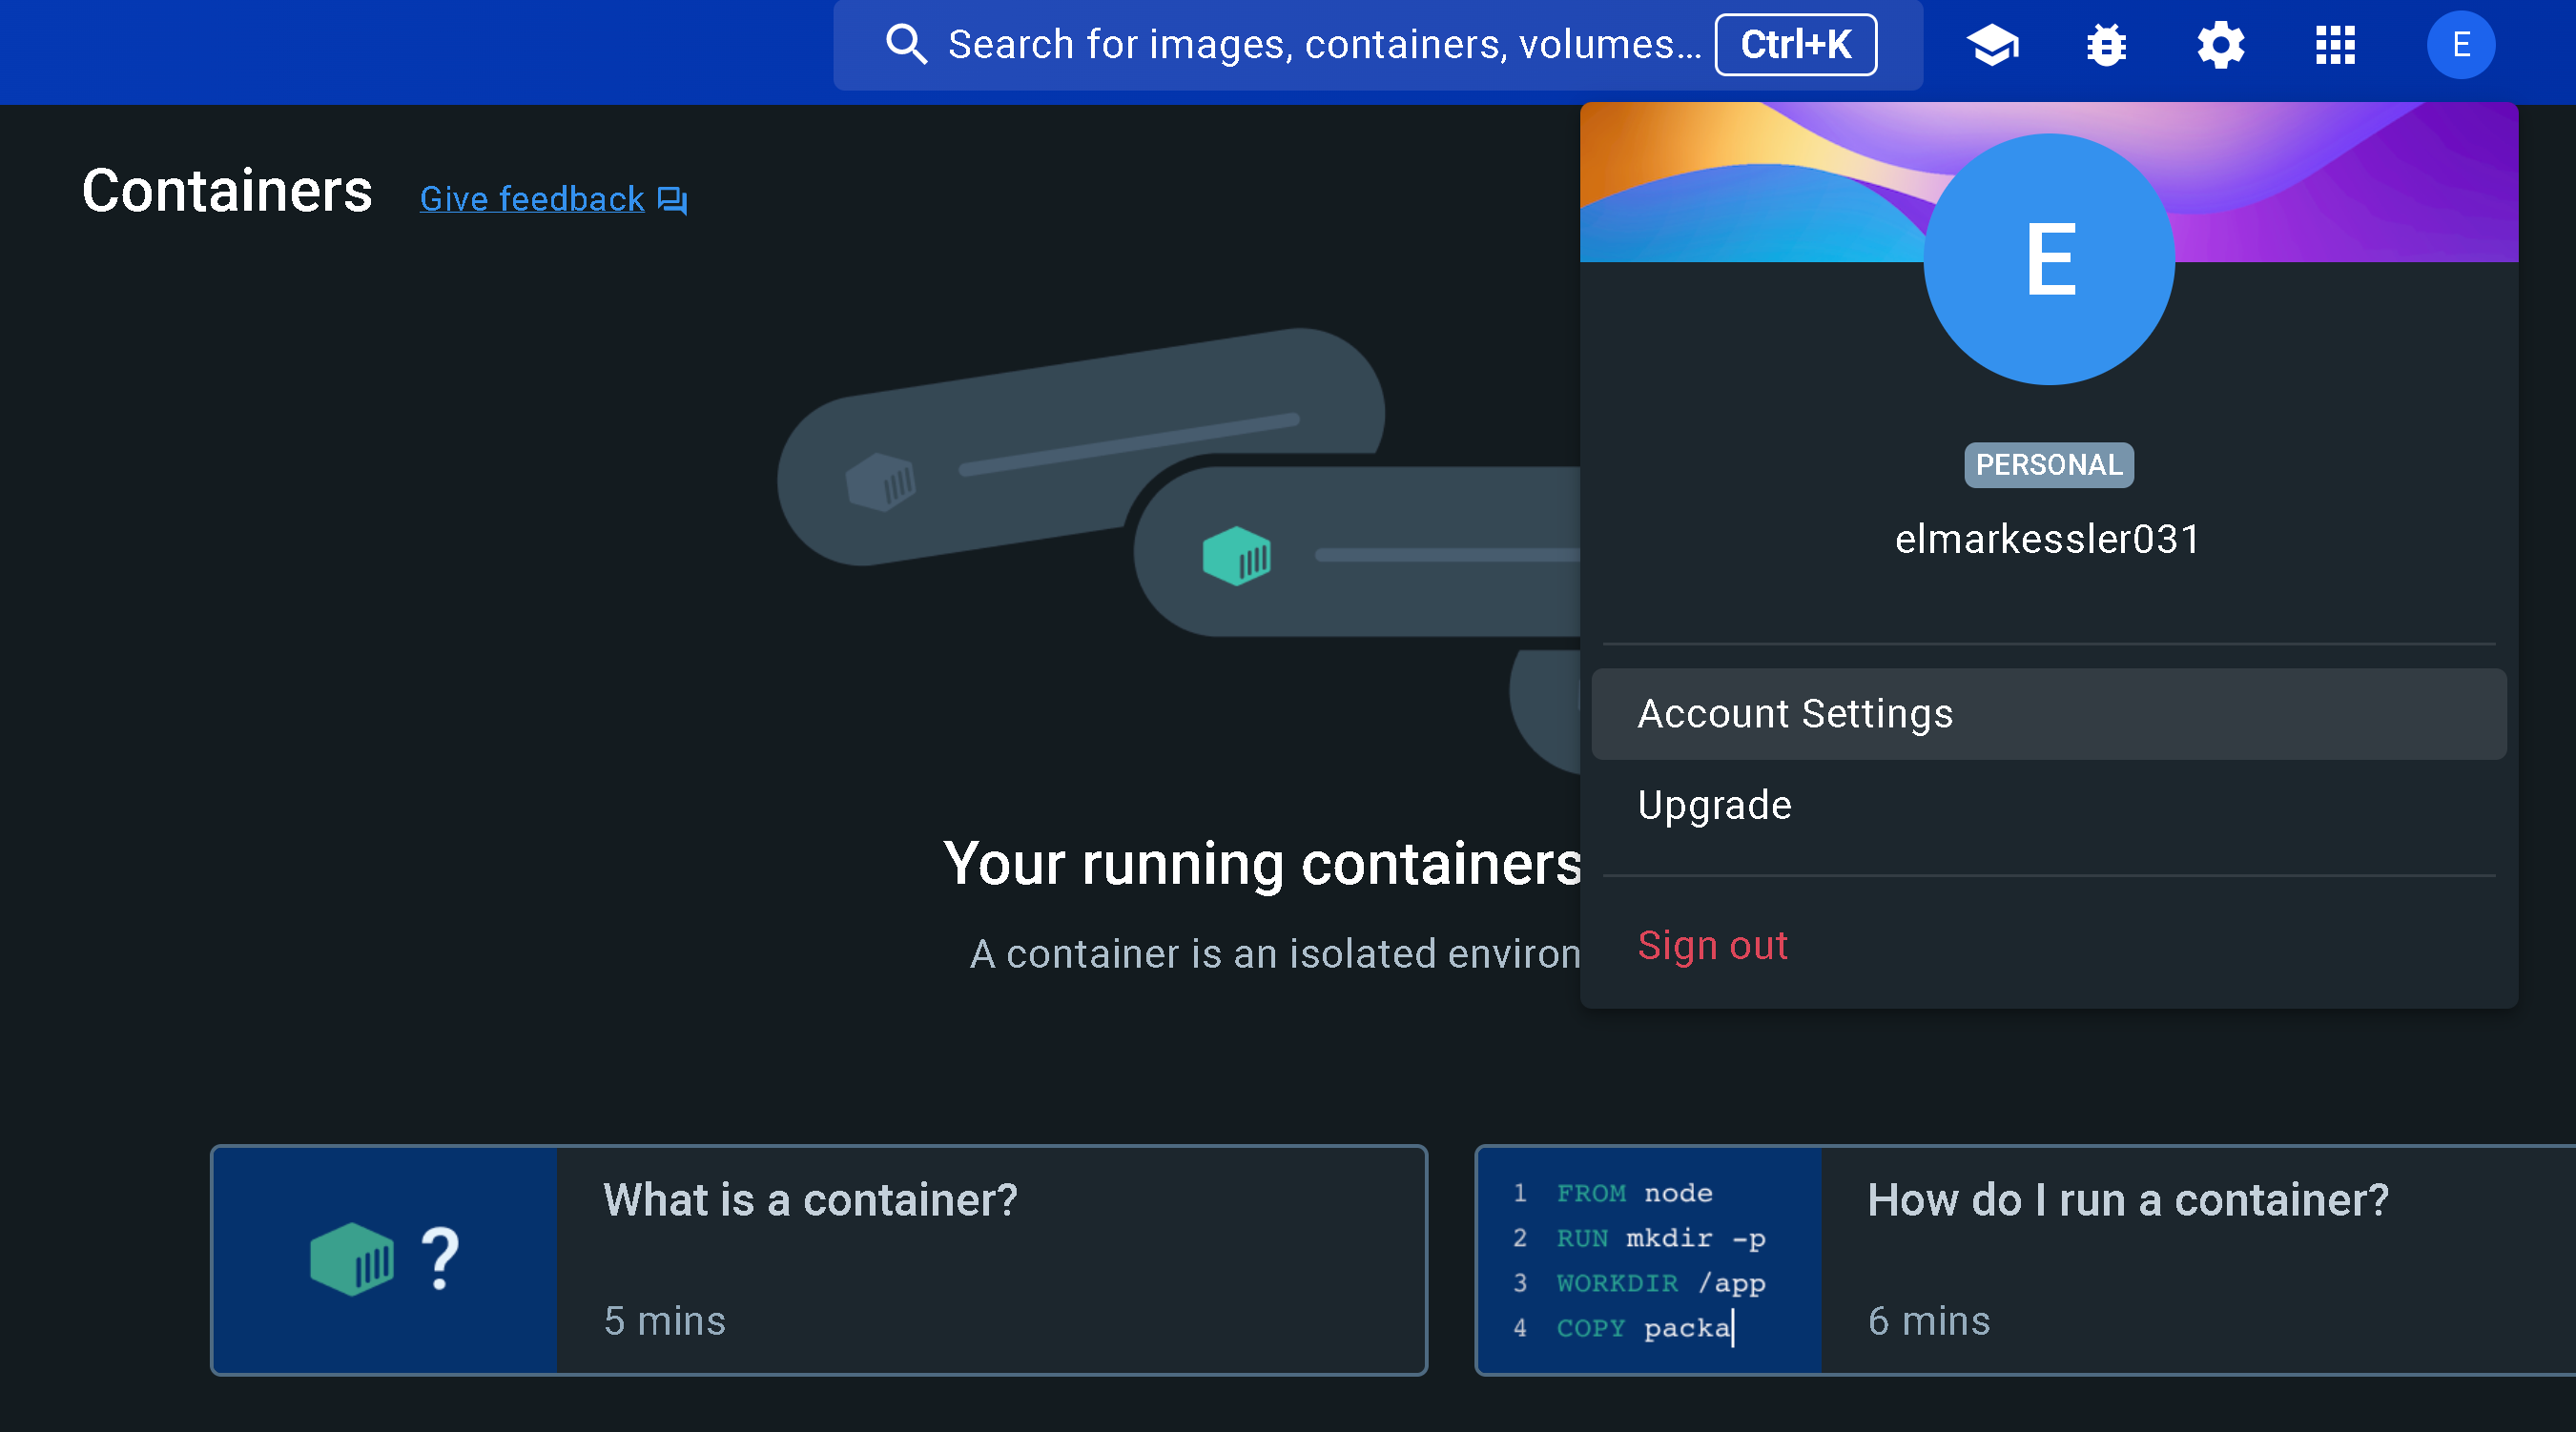 Search for images, containers, volumes... Ctrl+K
E
Containers
Give feedback
E
PERSONAL
elmarkessler031
Account Settings
Upgrade
Sign out
Your running containers
A container is an isolated environ
What is a container?
5 mins
1 FROM node
2 RUN mkdir -p
3 WORKDIR /app
4 COPY packa
How do I run a container?
6 mins